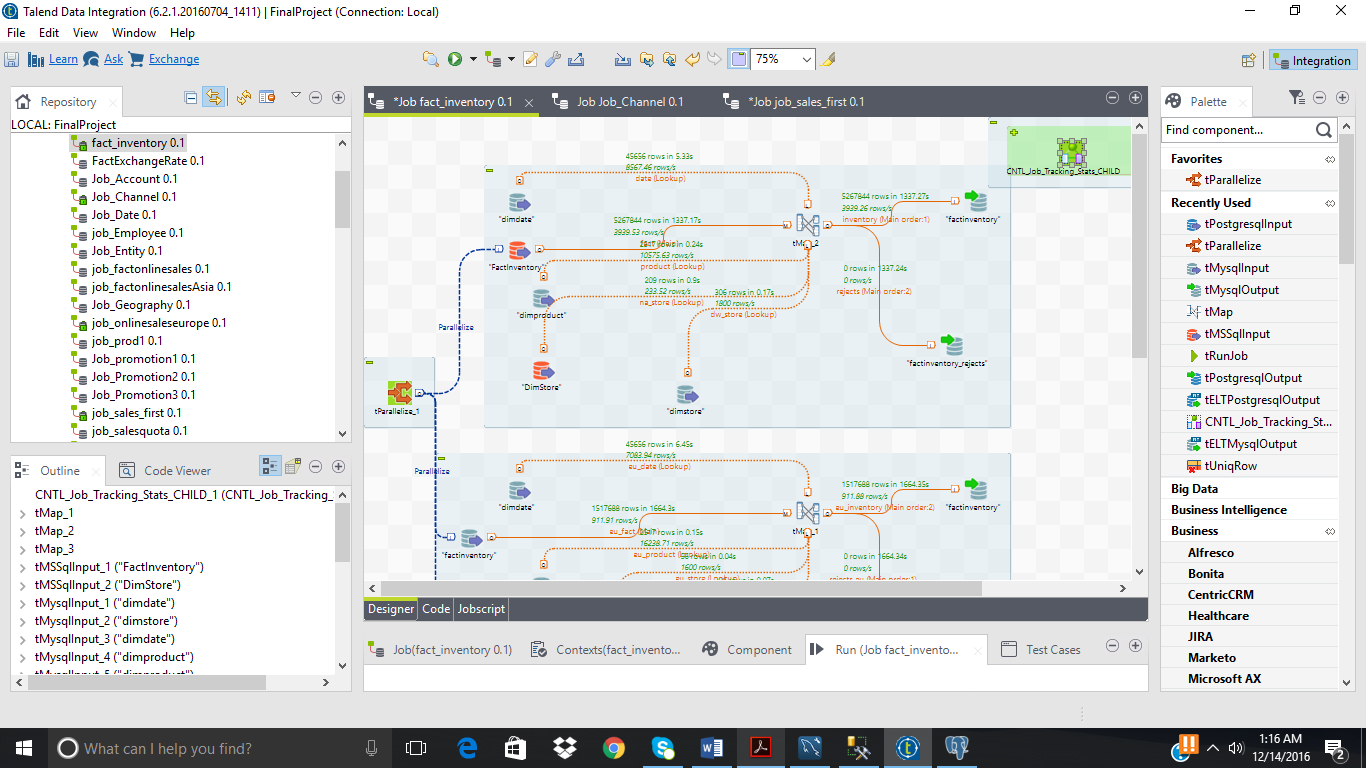 Talend Data Integration (6.2.1.20160704_1411) | FinalProject (Connection: Local)
File Edit View Window Help
Learn Ask Exchange
75%
Integration
Repository
LOCAL: FinalProject
fact_inventory 0.1
FactExchangeRate 0.1
Job_Account 0.1
Job_Channel 0.1
Job_Date 0.1
job_Employee 0.1
Job_Entity 0.1
job_factonlinesales 0.1
job_factonlinesalesAsia 0.1
Job_Geography 0.1
job_onlinesaleseurope 0.1
job_prod1 0.1
Job_promotion1 0.1
Job_Promotion2 0.1
Job_Promotion3 0.1
job_sales_first 0.1
job_salesquota 0.1
Outline
Code Viewer
CNTL_Job_Tracking_Stats_CHILD_1 (CNTL_Job_Tracking_
tMap_1
tMap_2
tMap_3
tMSSqlInput_1 ("FactInventory")
tMSSqlInput_2 ("DimStore")
tMysqlInput_1 ("dimdate")
tMysqlInput_2 ("dimstore")
tMysqlInput_3 ("dimdate")
tMysqlInput_4 ("dimproduct")
*Job fact_inventory 0.1
Job Job_Channel 0.1
*Job job_sales_first 0.1
CNTL_Job_Tracking_Stats_CHILD
45656 rows in 5.33s
8567.46 rows/s
date (Lookup)
"dimdate"
5267844 rows in 1337.27s
3939.26 rows/s
inventory (Main order:1)
"factinventory"
5267844 rows in 1337.17s
3939.53 rows/s
"FactInventory"
10575.63 rows/s
product (Lookup)
0 rows in 1337.24s
0 rows/s
rejects (Main order:2)
209 rows in 0.9s
233.52 rows/s
na_store (Lookup)
306 rows in 0.17s
1800 rows/s
dw_store (Lookup)
"dimproduct"
Parallelize
"factinventory_rejects"
"DimStore"
"dimstore"
tParallelize_1
45656 rows in 6.45s
7083.94 rows/s
eu_date (Lookup)
Parallelize
"dimdate"
1517688 rows in 1664.35s
911.88 rows/s
eu_inventory (Main order:2)
"factinventory"
1517688 rows in 1664.3s
911.91 rows/s
"factinventory"
16238.71 rows/s
eu_product (Lookup)
1600 rows/s
0 rows in 1664.34s
0 rows/s
Designer Code Jobscript
Job(fact_inventory 0.1)
Contexts(fact_invento...
Component
Run (Job fact_invento...
Test Cases
Palette
Find component...
Favorites
tParallelize
Recently Used
tPostgresqlInput
tParallelize
tMysqlInput
tMysqlOutput
tMap
tMSSqlInput
tRunJob
tPostgresqlOutput
tELTPostgresqlOutput
CNTL_Job_Tracking_St...
tELTMysqlOutput
tUniqRow
Big Data
Business Intelligence
Business
Alfresco
Bonita
CentricCRM
Healthcare
JIRA
Marketo
Microsoft AX
What can I help you find?
1:16 AM
12/14/2016
2